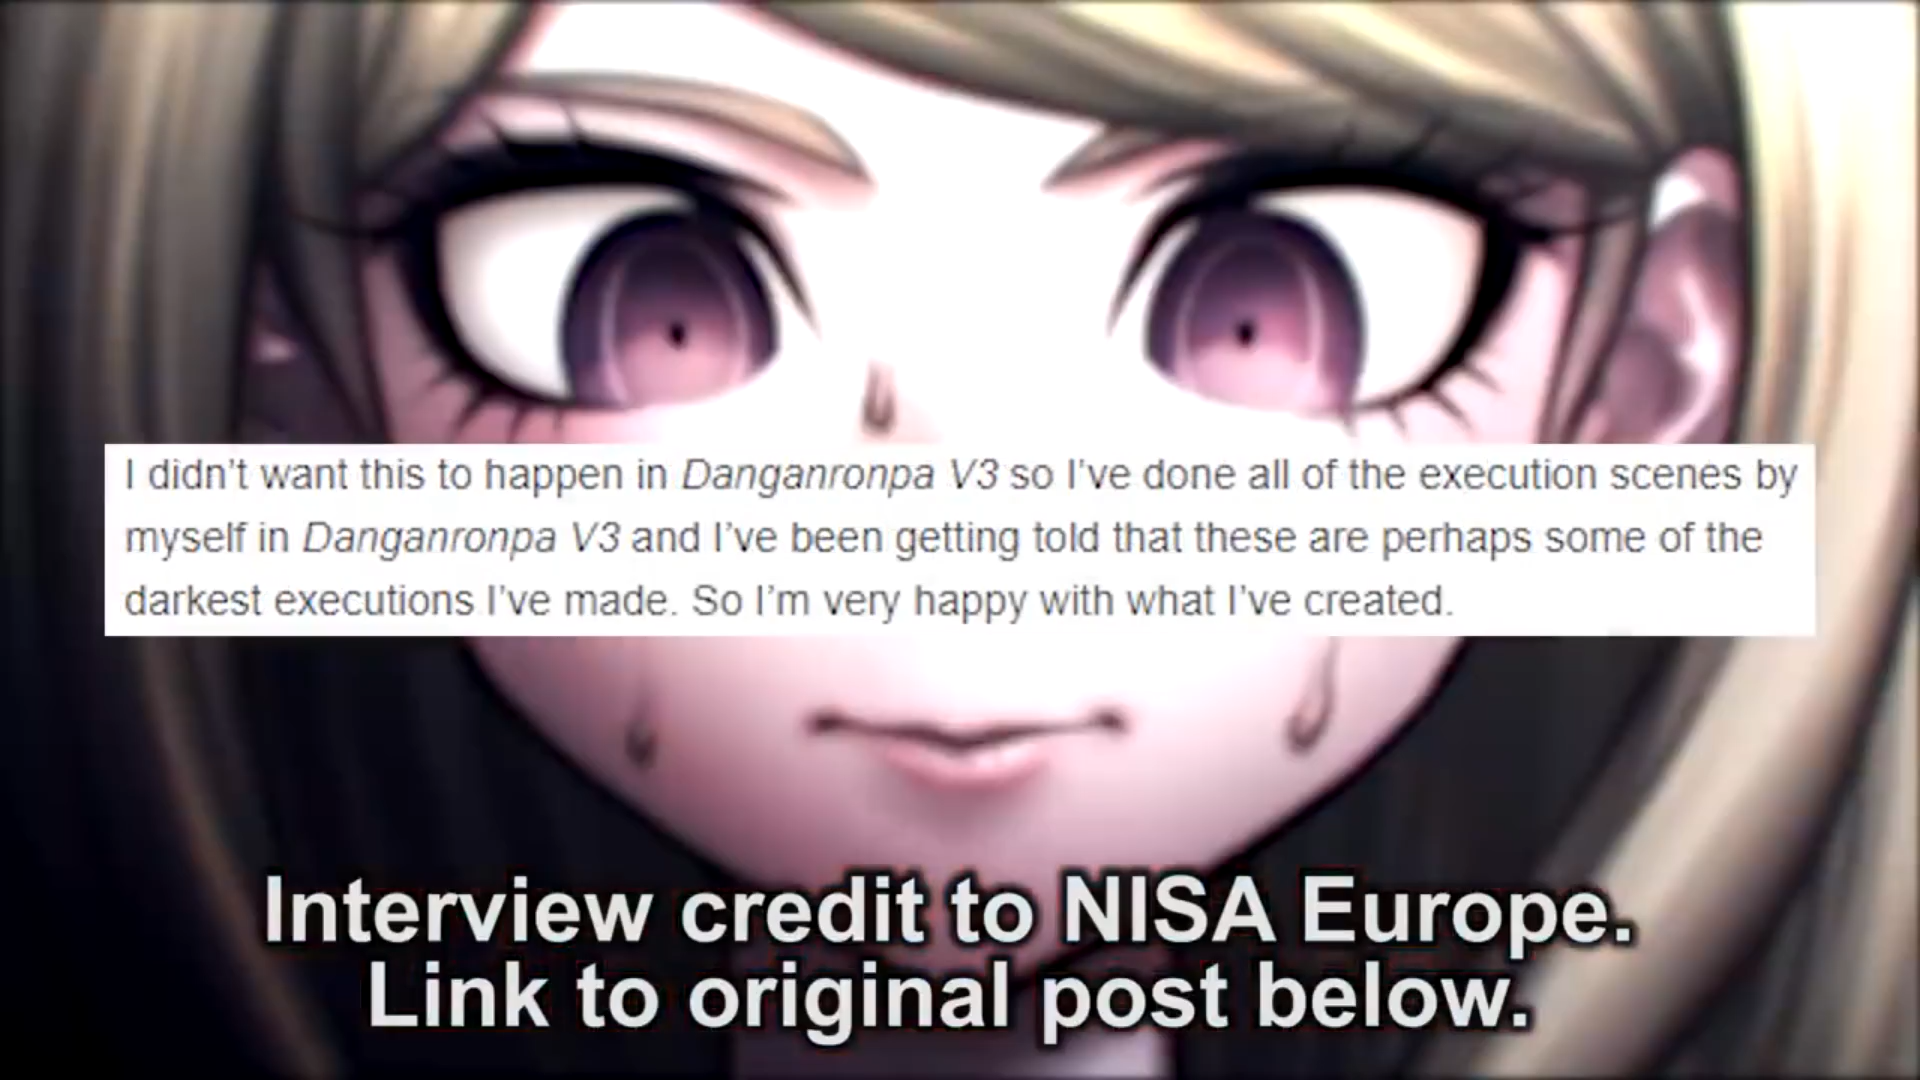 I didn’t want this to happen in Danganronpa V3 so I’ve done all of the execution scenes by
myself in Danganronpa V3 and I’ve been getting told that these are perhaps some of the
darkest executions I’ve made. So I’m very happy with what I’ve created.
Interview credit to NISA Europe.
Link to original post below.